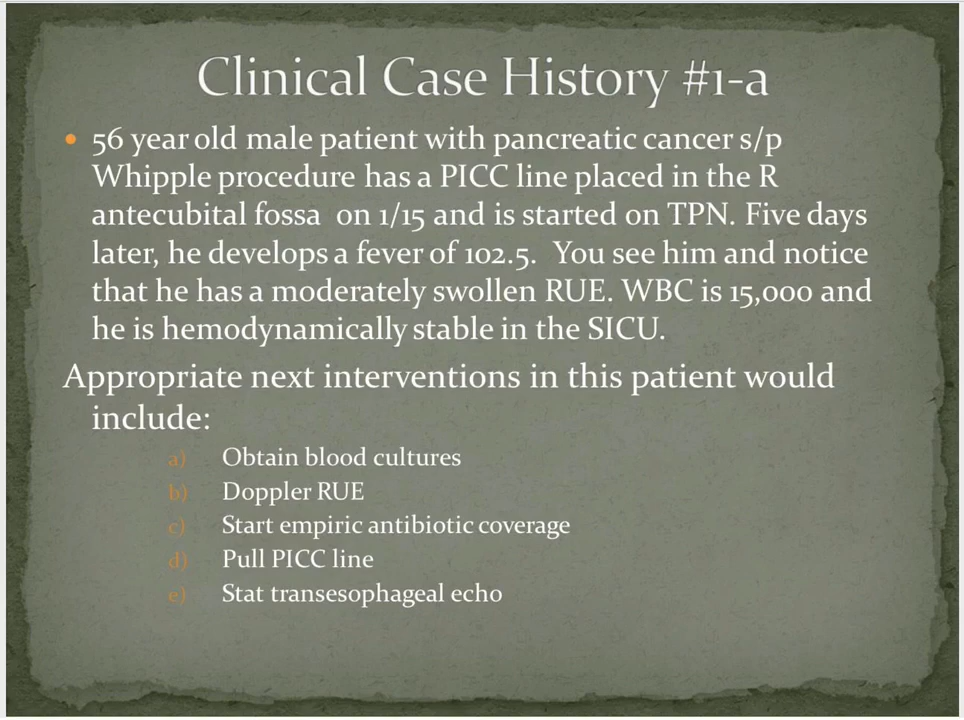 Clinical Case History #1-a
• 56 year old male patient with pancreatic cancer s/p
Whipple procedure has a PICC line placed in the R
antecubital fossa on 1/15 and is started on TPN. Five days
later, he develops a fever of 102.5. You see him and notice
that he has a moderately swollen RUE. WBC is 15,000 and
he is hemodynamically stable in the SICU.
Appropriate next interventions in this patient would
include:
a) Obtain blood cultures
b) Doppler RUE
c) Start empiric antibiotic coverage
d) Pull PICC line
e) Stat transesophageal echo